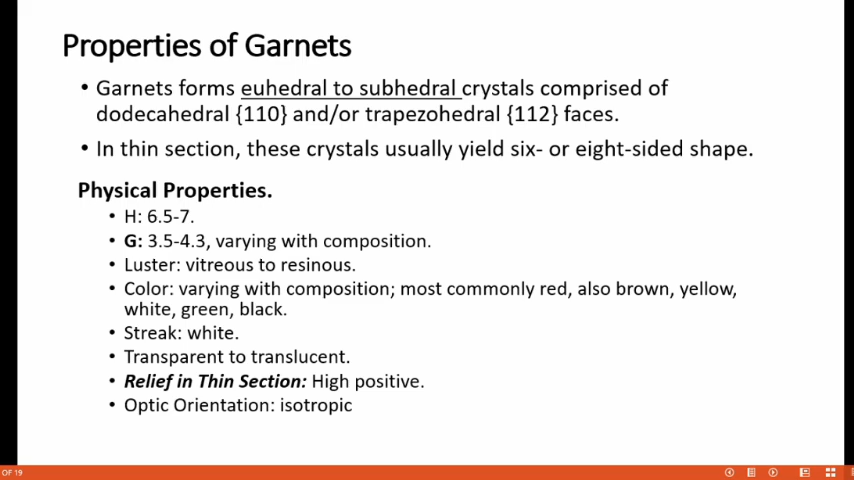 Properties of Garnets
• Garnets forms euhedral to subhedral crystals comprised of
dodecahedral {110} and/or trapezohedral {112} faces.
• In thin section, these crystals usually yield six- or eight-sided shape.
Physical Properties.
• H: 6.5-7.
• G: 3.5-4.3, varying with composition.
• Luster: vitreous to resinous.
• Color: varying with composition; most commonly red, also brown, yellow,
white, green, black.
• Streak: white.
• Transparent to translucent.
• Relief in Thin Section: High positive.
• Optic Orientation: isotropic
OF 19